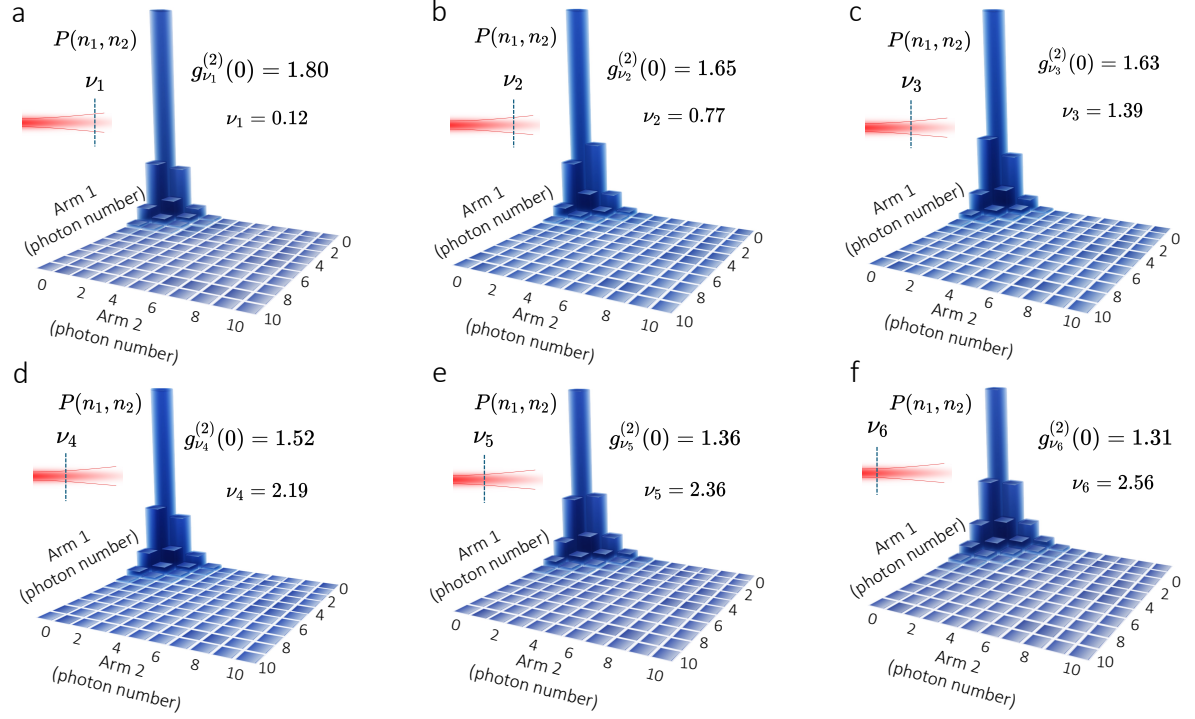 a
P(n₁, n₂)
g_{ν₁}^{(2)}(0) = 1.80
ν₁
ν₁ = 0.12
Arm 1
(photon number)
0
2
4
6
8
10
0
2
4
6
8
10
Arm 2
(photon number)
b
P(n₁, n₂)
g_{ν₂}^{(2)}(0) = 1.65
ν₂
ν₂ = 0.77
Arm 1
(photon number)
0
2
4
6
8
10
0
2
4
6
8
10
Arm 2
(photon number)
c
P(n₁, n₂)
g_{ν₃}^{(2)}(0) = 1.63
ν₃
ν₃ = 1.39
Arm 1
(photon number)
0
2
4
6
8
10
0
2
4
6
8
10
Arm 2
(photon number)
d
P(n₁, n₂)
g_{ν₄}^{(2)}(0) = 1.52
ν₄
ν₄ = 2.19
Arm 1
(photon number)
0
2
4
6
8
10
0
2
4
6
8
10
Arm 2
(photon number)
e
P(n₁, n₂)
g_{ν₅}^{(2)}(0) = 1.36
ν₅
ν₅ = 2.36
Arm 1
(photon number)
0
2
4
6
8
10
0
2
4
6
8
10
Arm 2
(photon number)
f
P(n₁, n₂)
g_{ν₆}^{(2)}(0) = 1.31
ν₆
ν₆ = 2.56
Arm 1
(photon number)
0
2
4
6
8
10
0
2
4
6
8
10
Arm 2
(photon number)